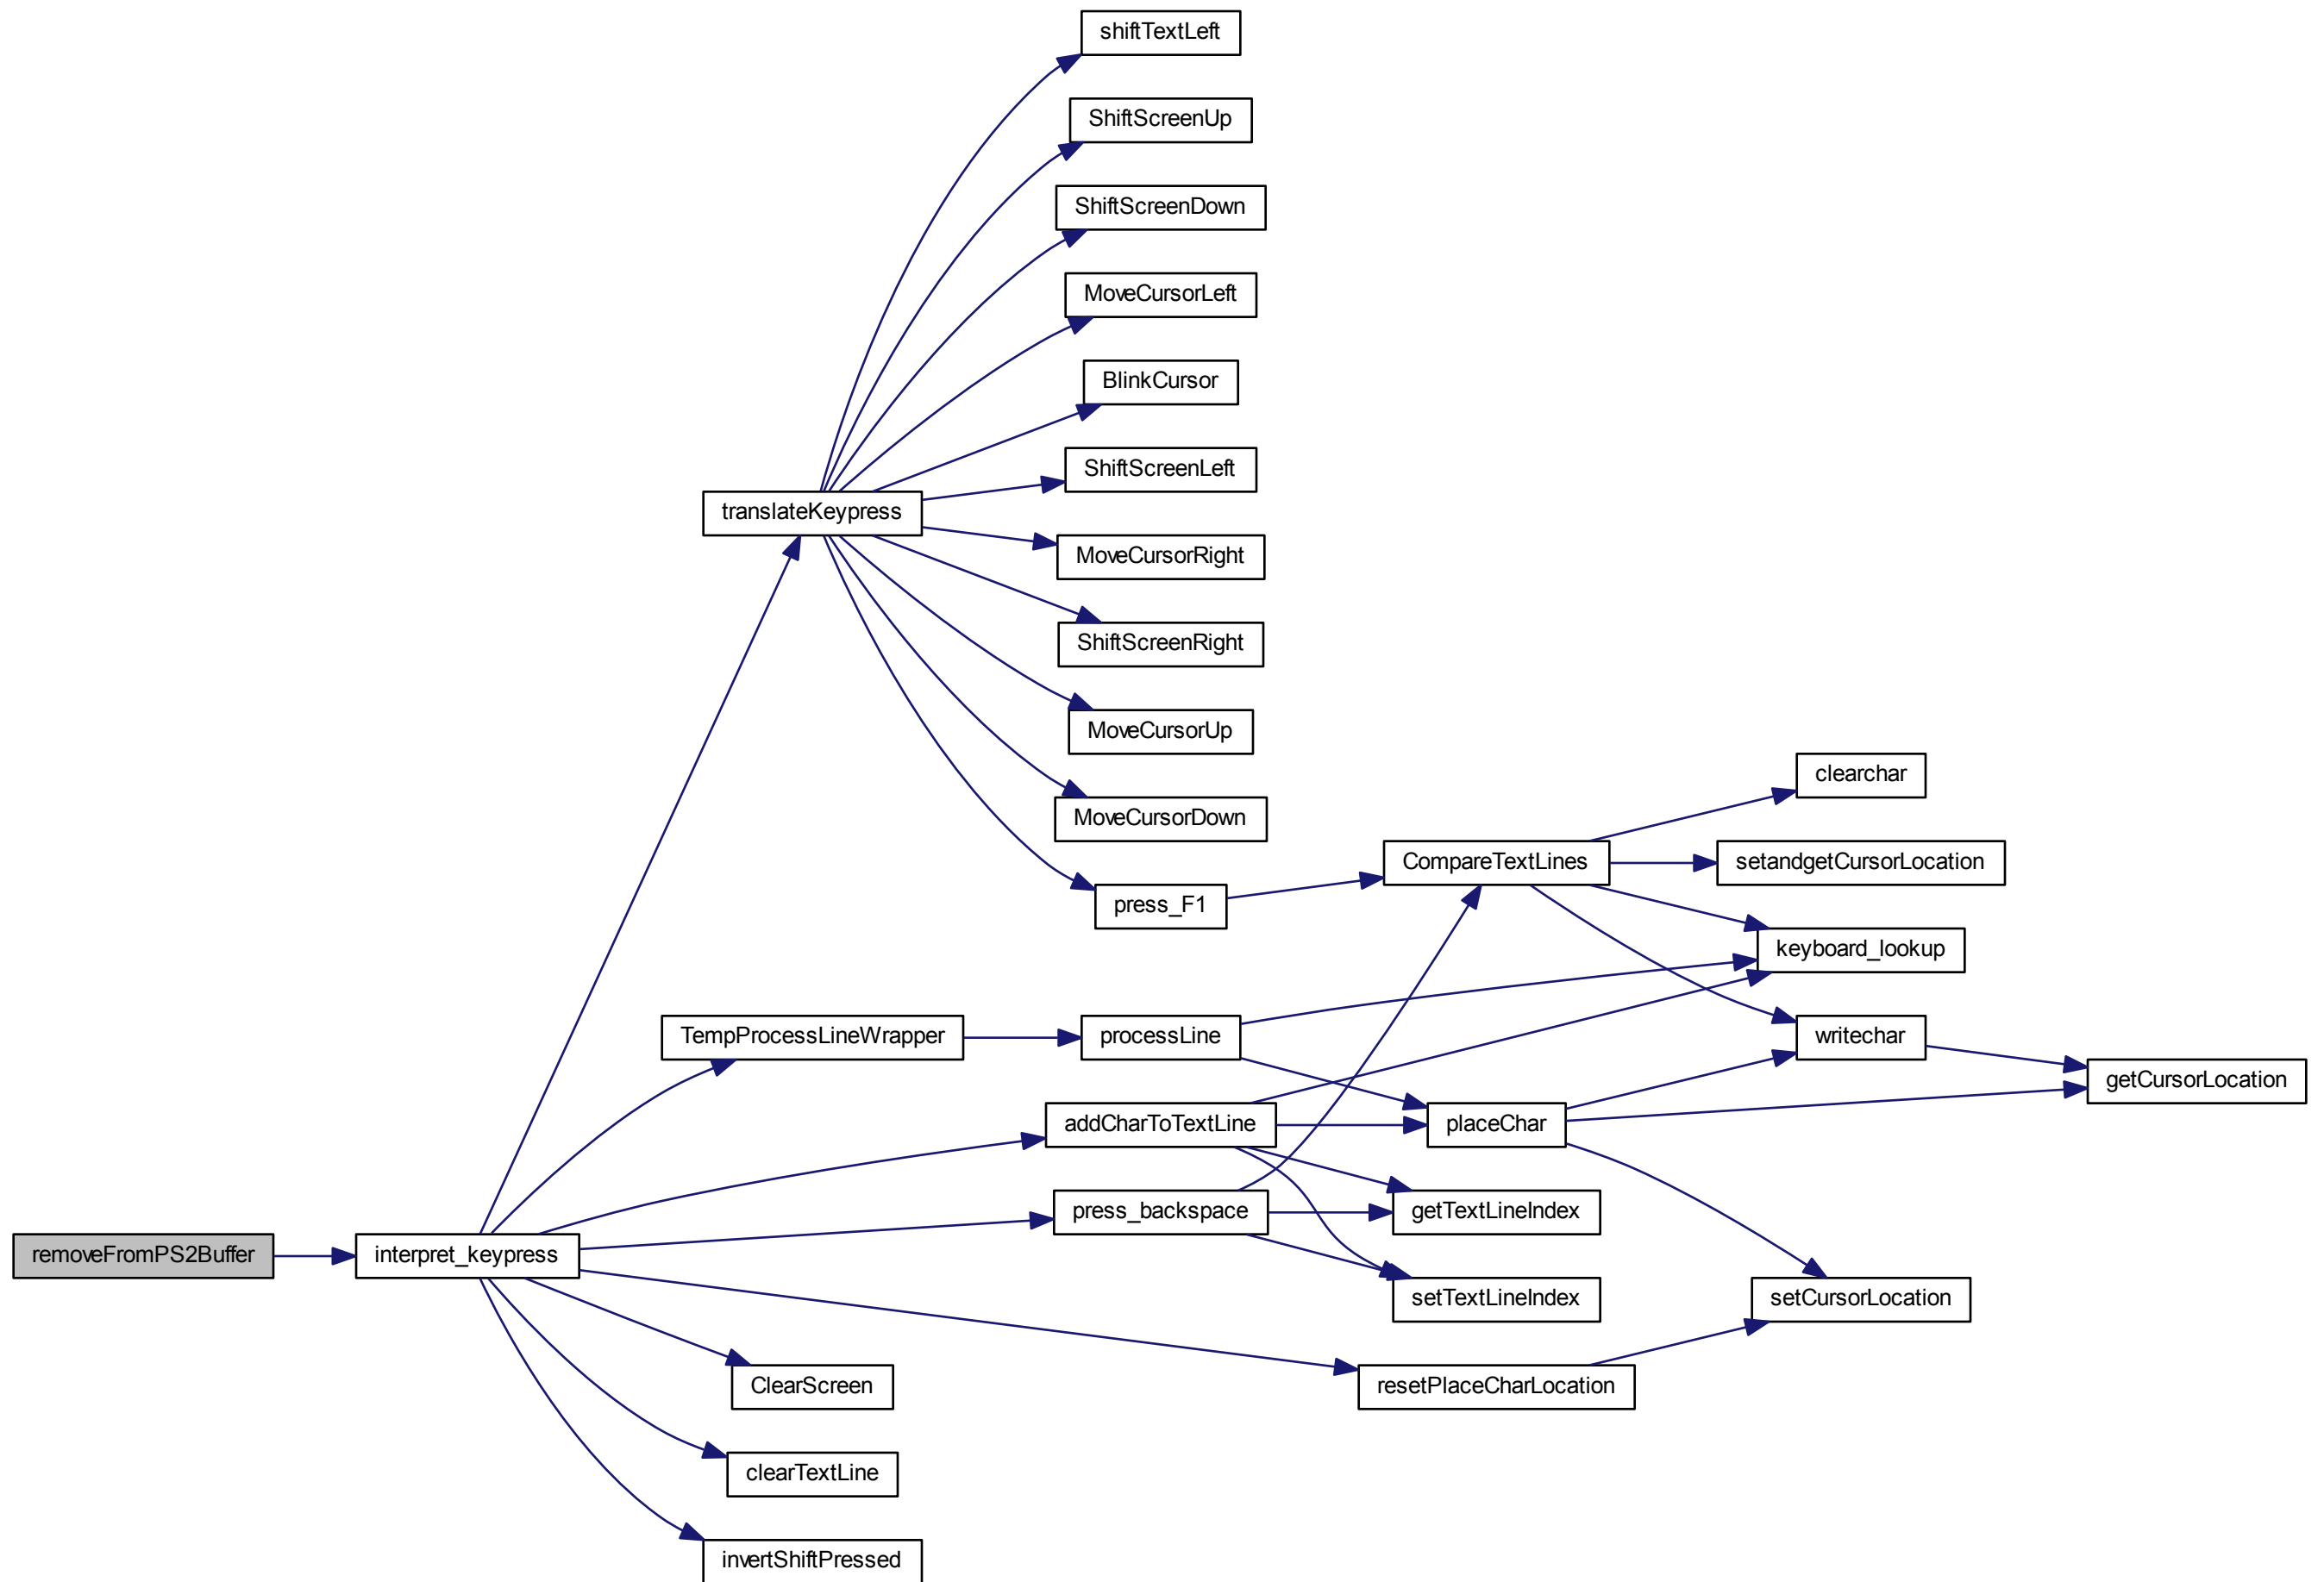 shiftTextLeft
ShiftScreenUp
ShiftScreenDown
MoveCursorLeft
BlinkCursor
ShiftScreenLeft
translateKeypress
MoveCursorRight
ShiftScreenRight
MoveCursorUp
clearchar
MoveCursorDown
CompareTextLines
setandgetCursorLocation
press_F1
keyboard_lookup
TempProcessLineWrapper
processLine
writechar
getCursorLocation
addCharToTextLine
placeChar
press_backspace
getTextLineIndex
removeFromPS2Buffer
interpret_keypress
setTextLineIndex
setCursorLocation
ClearScreen
resetPlaceCharLocation
clearTextLine
invertShiftPressed